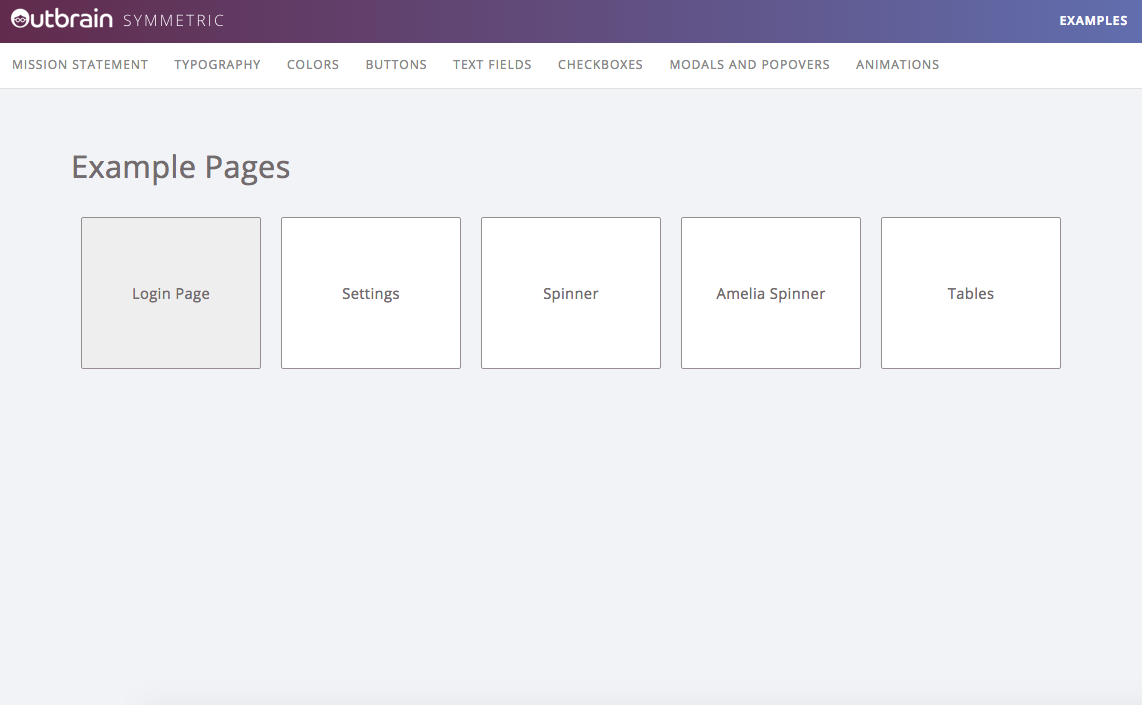 Outbrain SYMMETRIC EXAMPLES
MISSION STATEMENT TYPOGRAPHY COLORS BUTTONS TEXT FIELDS CHECKBOXES MODALS AND POPOVERS ANIMATIONS
Example Pages
Login Page Settings Spinner Amelia Spinner Tables